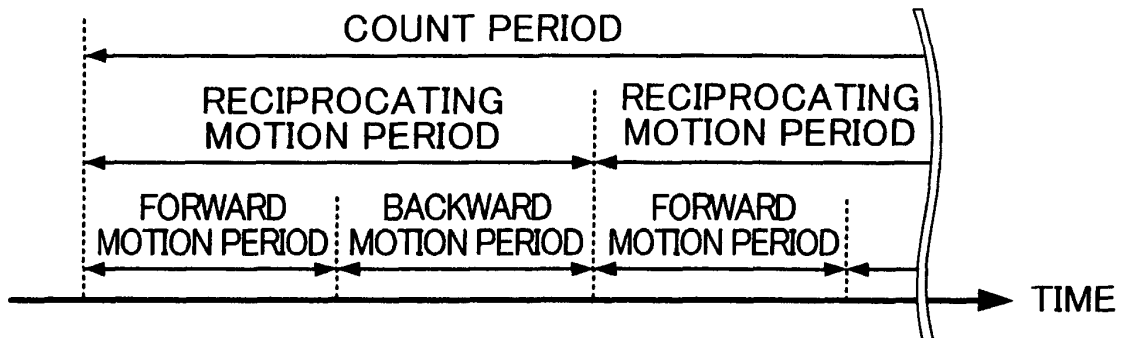 COUNT PERIOD
RECIPROCATING
MOTION PERIOD
RECIPROCATING
MOTION PERIOD
FORWARD
MOTION PERIOD
BACKWARD
MOTION PERIOD
FORWARD
MOTION PERIOD
TIME